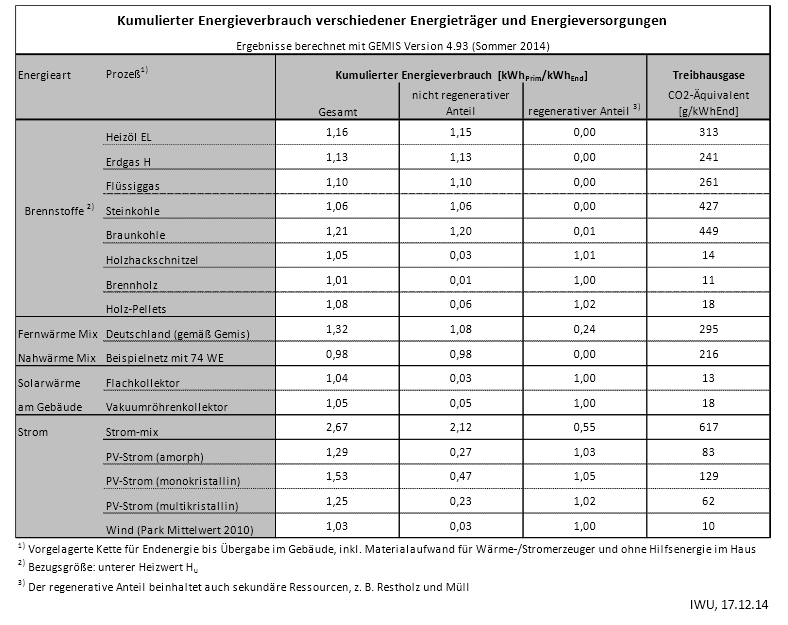 Kumulierter Energieverbrauch verschiedener Energieträger und Energieversorgungen
Ergebnisse berechnet mit GEMIS Version 4.93 (Sommer 2014)
Energieart Prozeß1) Kumulierter Energieverbrauch [kWhPrim/kWhEnd] Treibhausgase
Gesamt nicht regenerativer Anteil regenerativer Anteil 3) CO2-Äquivalent [g/kWhEnd]
Heizöl EL 1,16 1,15 0,00 313
Erdgas H 1,13 1,13 0,00 241
Flüssiggas 1,10 1,10 0,00 261
Brennstoffe 2) Steinkohle 1,06 1,06 0,00 427
Braunkohle 1,21 1,20 0,01 449
Holzhackschnitzel 1,05 0,03 1,01 14
Brennholz 1,01 0,01 1,00 11
Holz-Pellets 1,08 0,06 1,02 18
Fernwärme Mix Deutschland (gemäß Gemis) 1,32 1,08 0,24 295
Nahwärme Mix Beispielnetz mit 74 WE 0,98 0,98 0,00 216
Solarwärme Flachkollektor 1,04 0,03 1,00 13
am Gebäude Vakuumröhrenkollektor 1,05 0,05 1,00 18
Strom Strom-mix 2,67 2,12 0,55 617
PV-Strom (amorph) 1,29 0,27 1,03 83
PV-Strom (monokristallin) 1,53 0,47 1,05 129
PV-Strom (multikristallin) 1,25 0,23 1,02 62
Wind (Park Mittelwert 2010) 1,03 0,03 1,00 10
1) Vorgelagerte Kette für Endenergie bis Übergabe im Gebäude, inkl. Materialaufwand für Wärme-/Stromerzeuger und ohne Hilfsenergie im Haus
2) Bezugsgröße: unterer Heizwert Hu
3) Der regenerative Anteil beinhaltet auch sekundäre Ressourcen, z. B. Restholz und Müll
IWU, 17.12.14